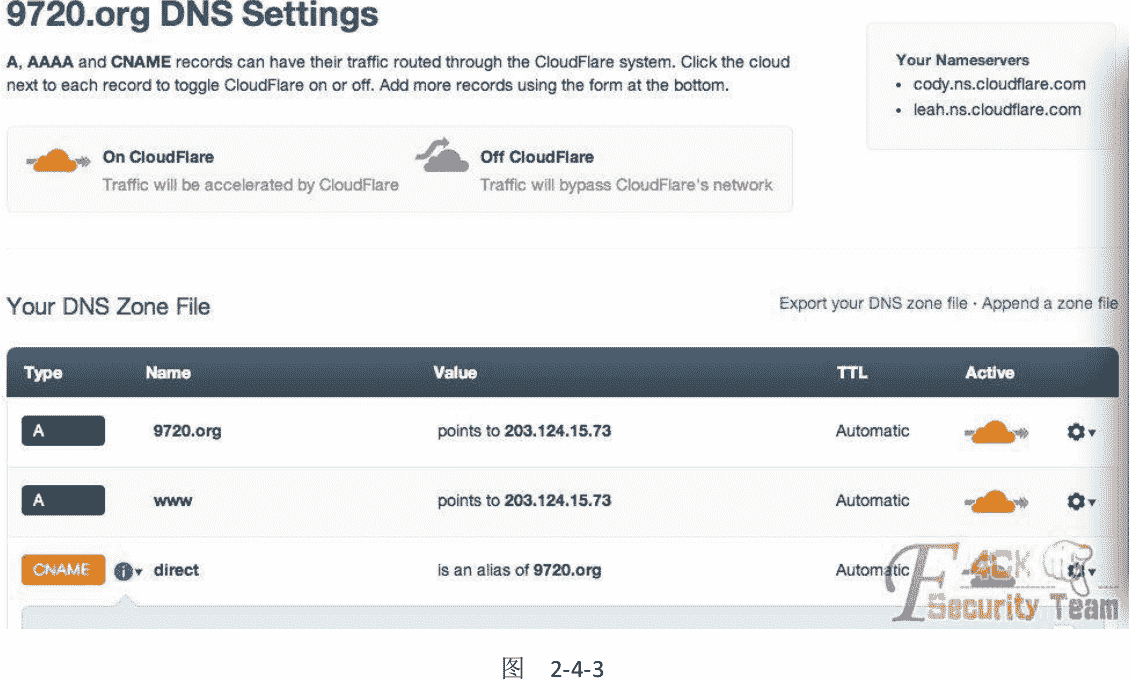 9720.org DNS Settings
A, AAAA and CNAME records can have their traffic routed through the CloudFlare system. Click the cloud
next to each record to toggle CloudFlare on or off. Add more records using the form at the bottom.
Your Nameservers
• cody.ns.cloudflare.com
• leah.ns.cloudflare.com
On CloudFlare
Traffic will be accelerated by CloudFlare
Off CloudFlare
Traffic will bypass CloudFlare's network
Your DNS Zone File
Export your DNS zone file · Append a zone file
Type Name Value TTL Active
A 9720.org points to 203.124.15.73 Automatic
A www points to 203.124.15.73 Automatic
CNAME direct is an alias of 9720.org Automatic
Security Team
图 2-4-3